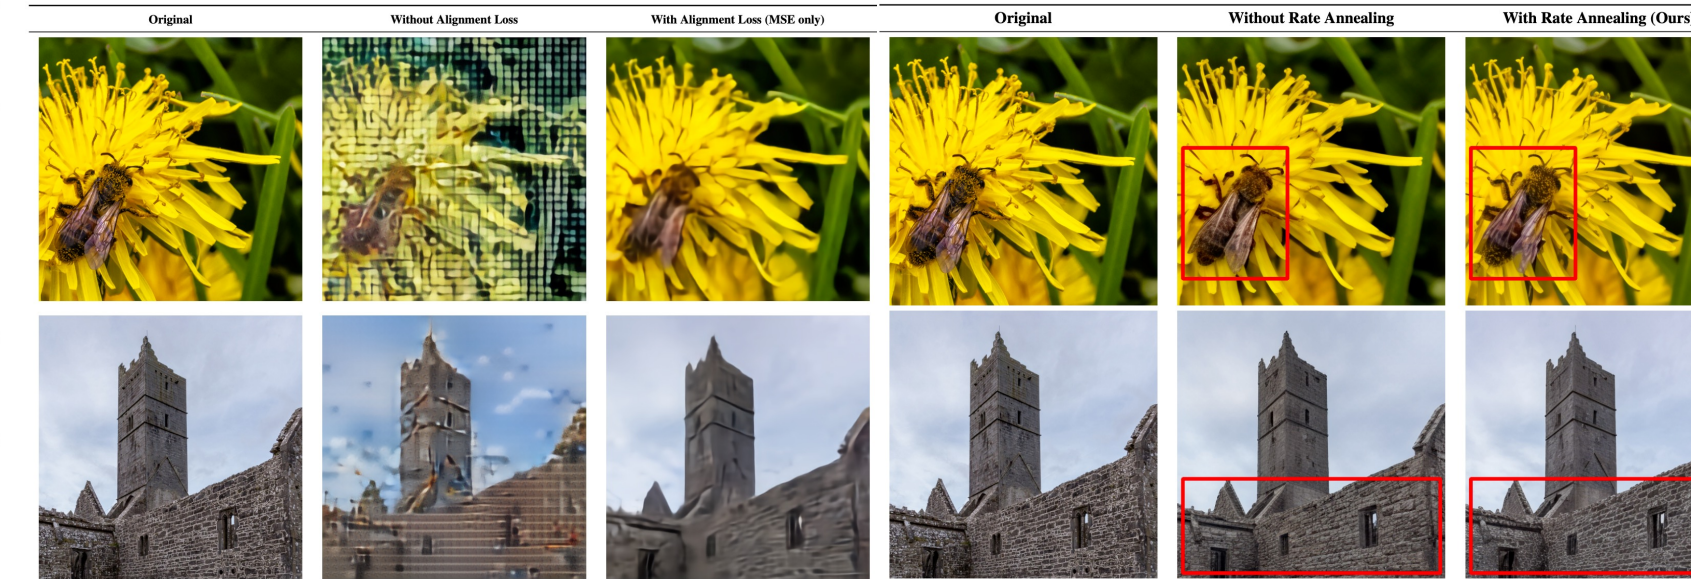 Original
Without Alignment Loss
With Alignment Loss (MSE only)
Original
Without Rate Annealing
With Rate Annealing (Ours